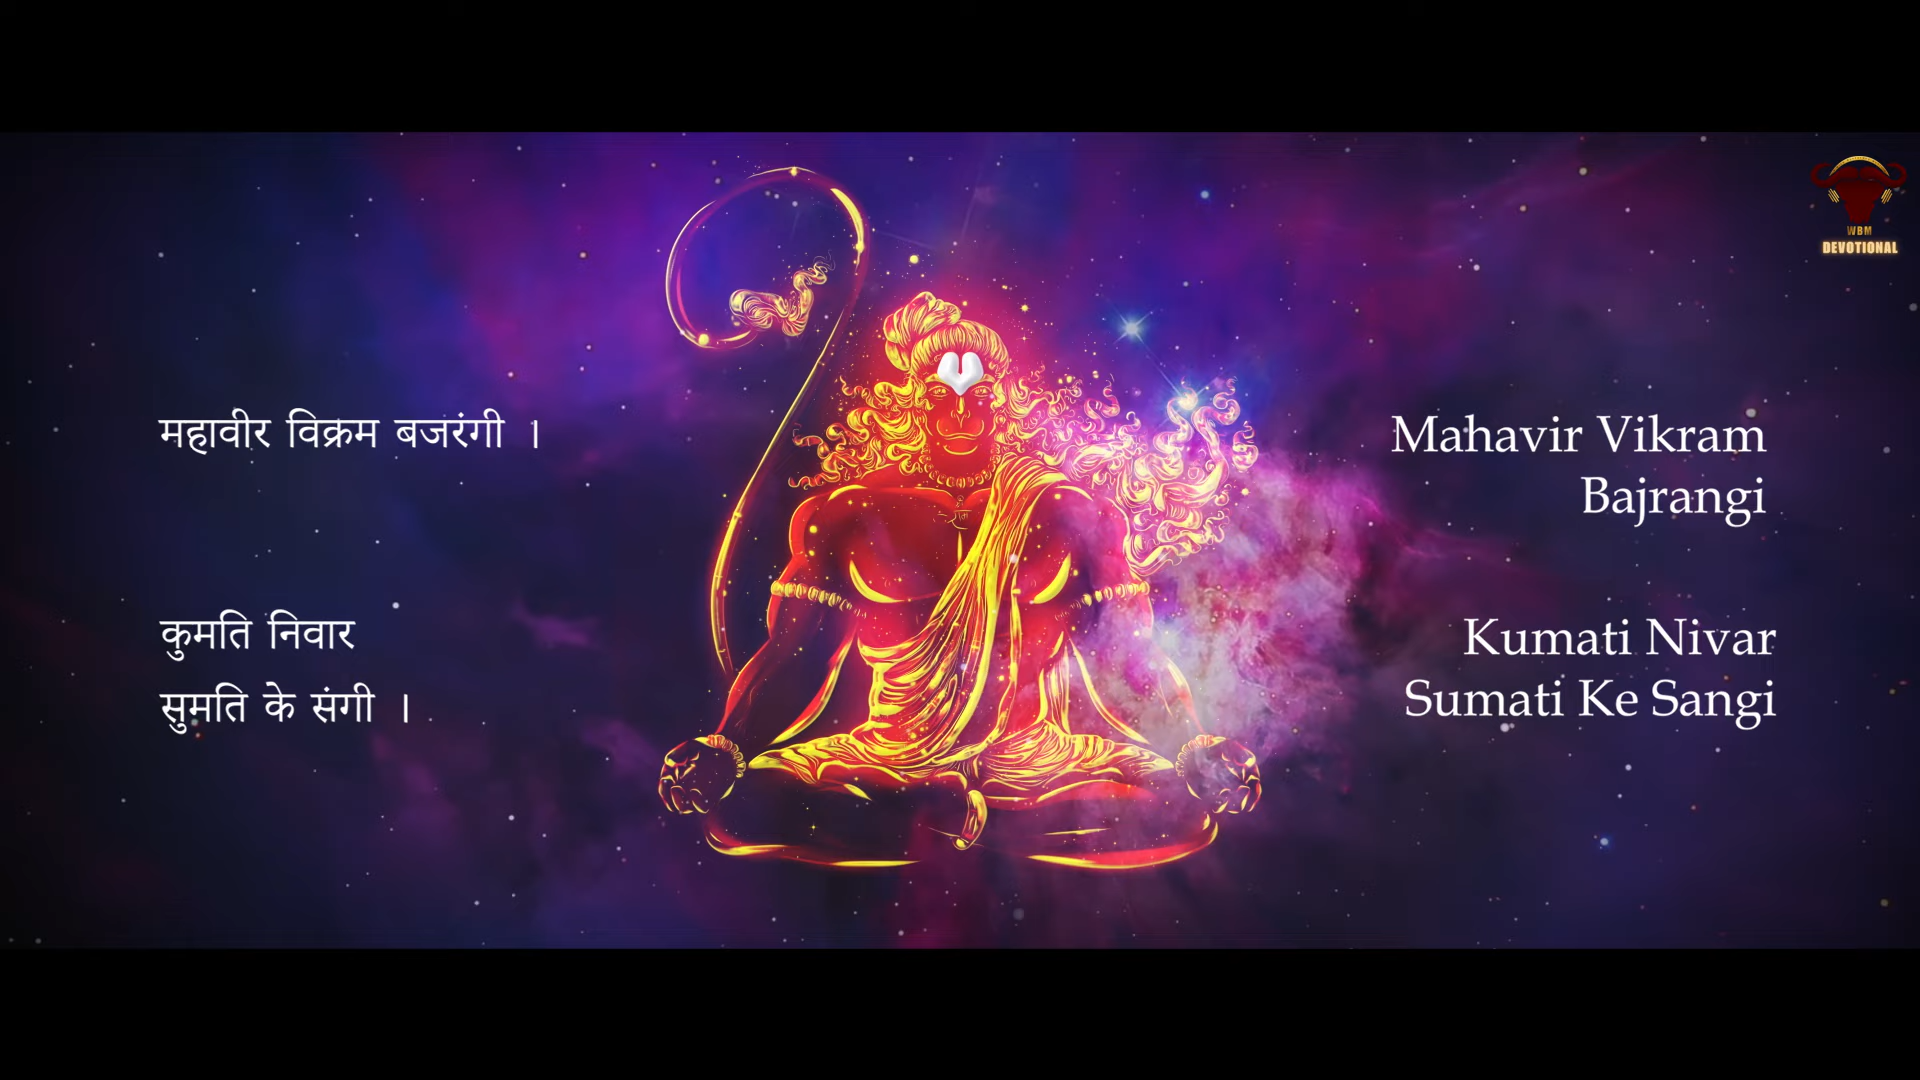 महावीर विक्रम बजरंगी ।
कुमति निवार
सुमति के संगी ।
Mahavir Vikram
Bajrangi
Kumati Nivar
Sumati Ke Sangi
WBM
DEVOTIONAL